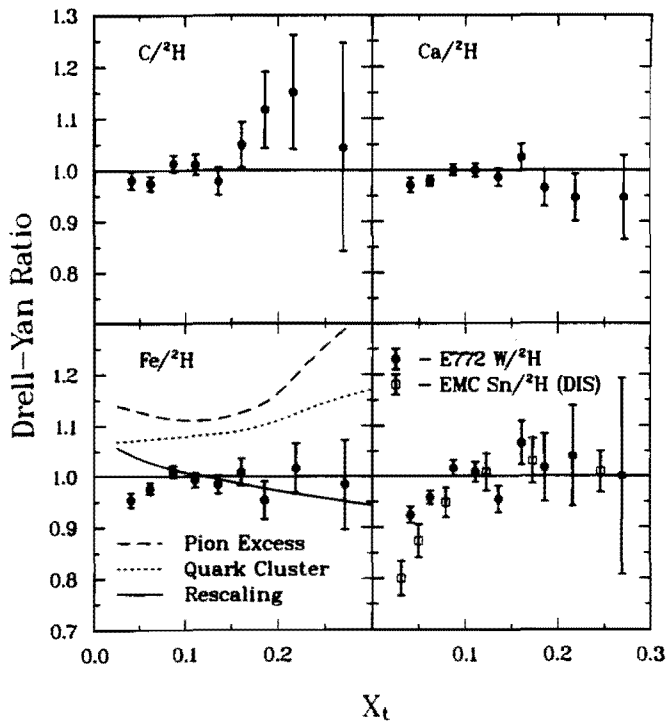 1.3
1.2
1.1
1.0
0.9
0.8
C/²H
Ca/²H
Drell-Yan Ratio
1.2
1.1
1.0
0.9
0.8
0.7
Fe/²H
Pion Excess
Quark Cluster
Rescaling
- E772 W/²H
- EMC Sn/²H (DIS)
0.0 0.1 0.2 0.1 0.2 0.3
Xt